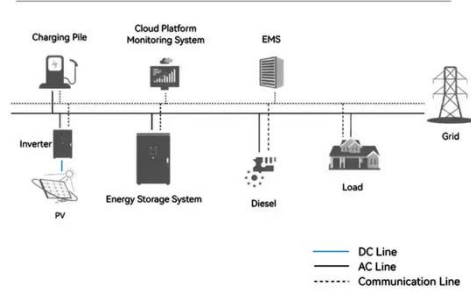 Charging Pile
Cloud Platform
Monitoring System
EMS
Grid
Inverter
PV
Energy Storage System
Diesel
Load
DC Line
AC Line
Communication Line